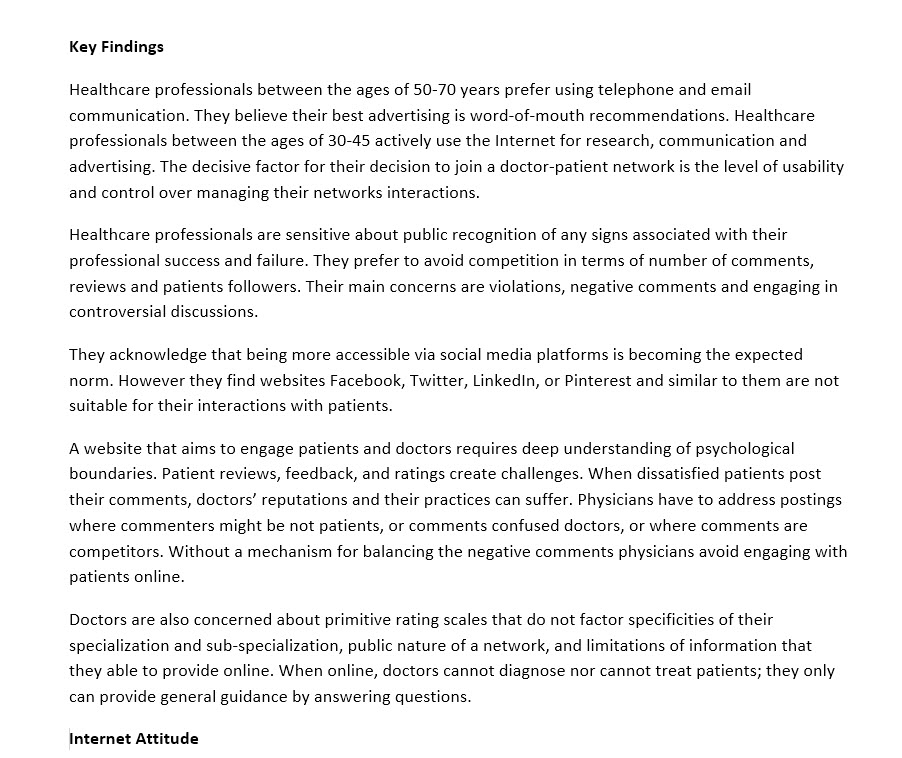 Key Findings
Healthcare professionals between the ages of 50-70 years prefer using telephone and email
communication. They believe their best advertising is word-of-mouth recommendations. Healthcare
professionals between the ages of 30-45 actively use the Internet for research, communication and
advertising. The decisive factor for their decision to join a doctor-patient network is the level of usability
and control over managing their networks interactions.
Healthcare professionals are sensitive about public recognition of any signs associated with their
professional success and failure. They prefer to avoid competition in terms of number of comments,
reviews and patients followers. Their main concerns are violations, negative comments and engaging in
controversial discussions.
They acknowledge that being more accessible via social media platforms is becoming the expected
norm. However they find websites Facebook, Twitter, LinkedIn, or Pinterest and similar to them are not
suitable for their interactions with patients.
A website that aims to engage patients and doctors requires deep understanding of psychological
boundaries. Patient reviews, feedback, and ratings create challenges. When dissatisfied patients post
their comments, doctors’ reputations and their practices can suffer. Physicians have to address postings
where commenters might be not patients, or comments confused doctors, or where comments are
competitors. Without a mechanism for balancing the negative comments physicians avoid engaging with
patients online.
Doctors are also concerned about primitive rating scales that do not factor specificities of their
specialization and sub-specialization, public nature of a network, and limitations of information that
they able to provide online. When online, doctors cannot diagnose nor cannot treat patients; they only
can provide general guidance by answering questions.
Internet Attitude